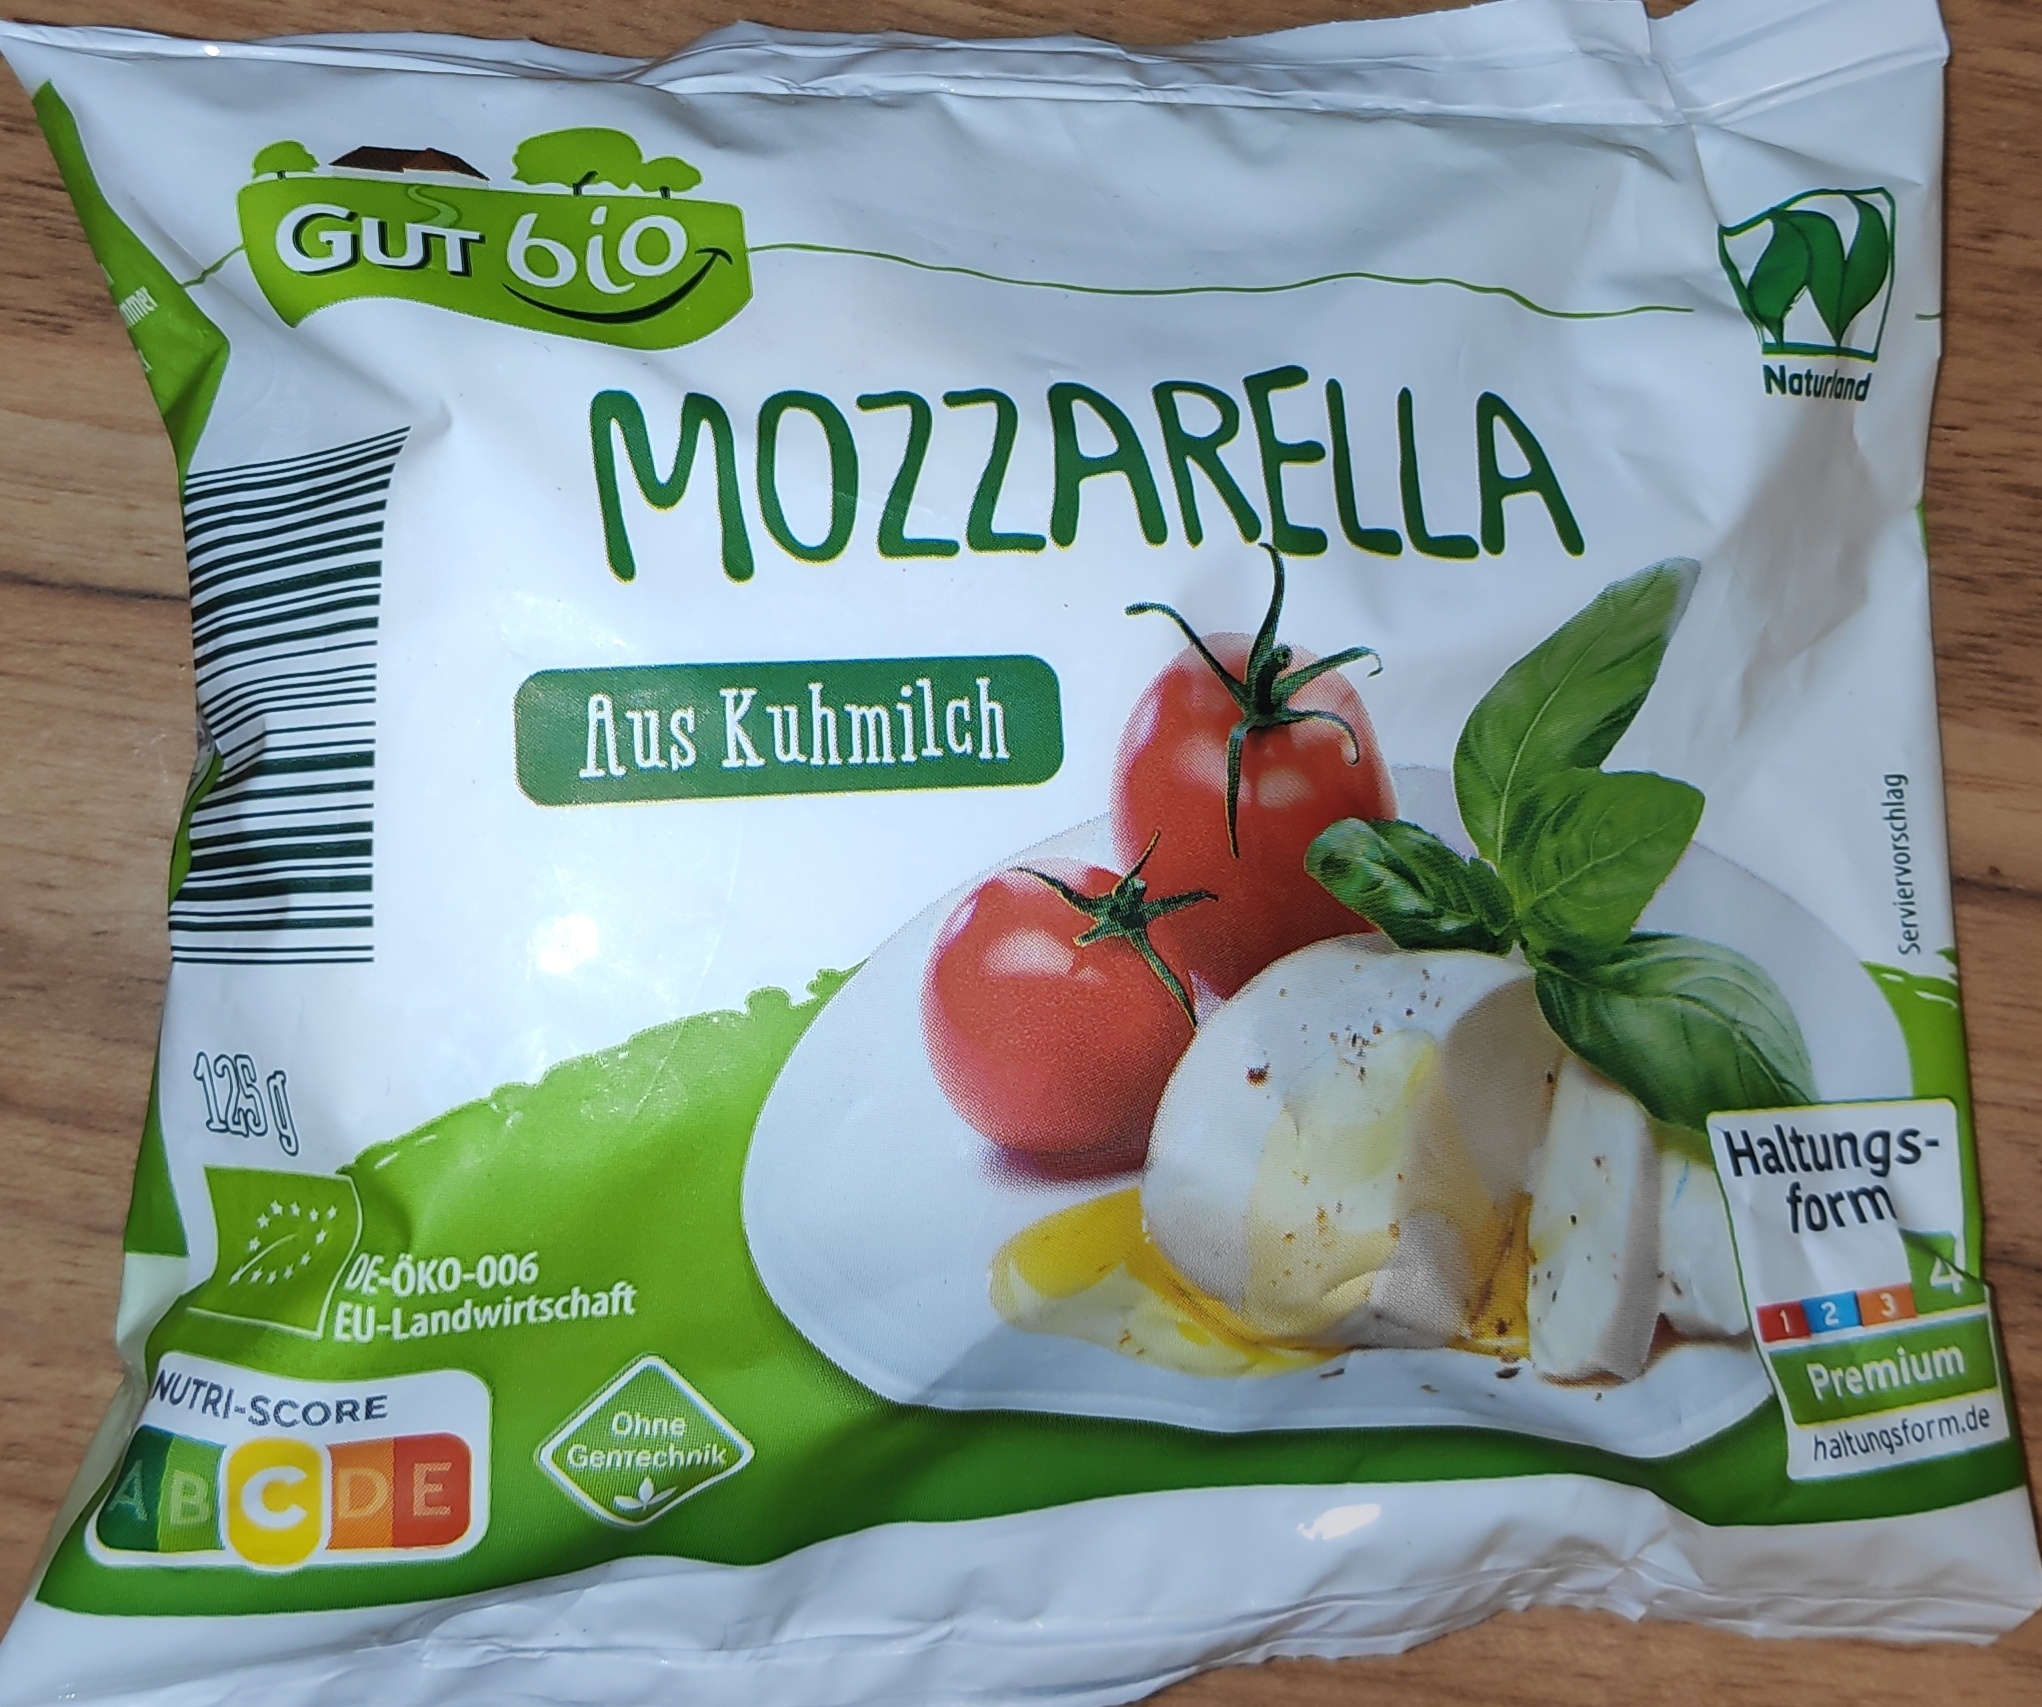 GUT bio
Naturland
MOZZARELLA
Aus Kuhmilch
Serviervorschlag
125 g
DE-ÖKO-006
EU-Landwirtschaft
NUTRI-SCORE
A B C D E
Ohne
Gentechnik
Haltungs-
form
1 2 3 4
Premium
haltungsform.de